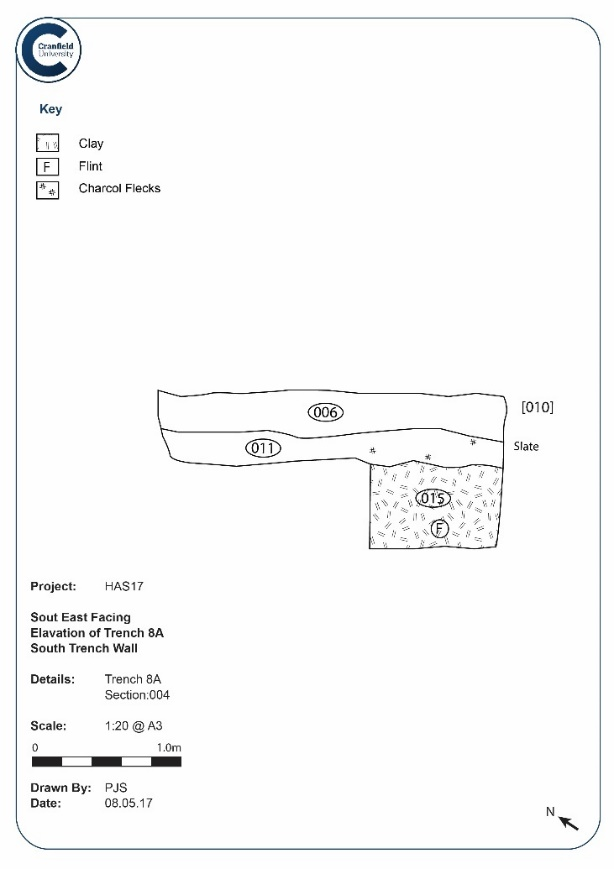 Cranfield
University
Key
Clay
F Flint
Charcol Flecks
006
[010]
011
Slate
015
F
Project: HAS17
Sout East Facing
Elavation of Trench 8A
South Trench Wall
Details: Trench 8A
Section:004
Scale: 1:20 @ A3
0 1.0m
Drawn By: PJS
Date: 08.05.17
N